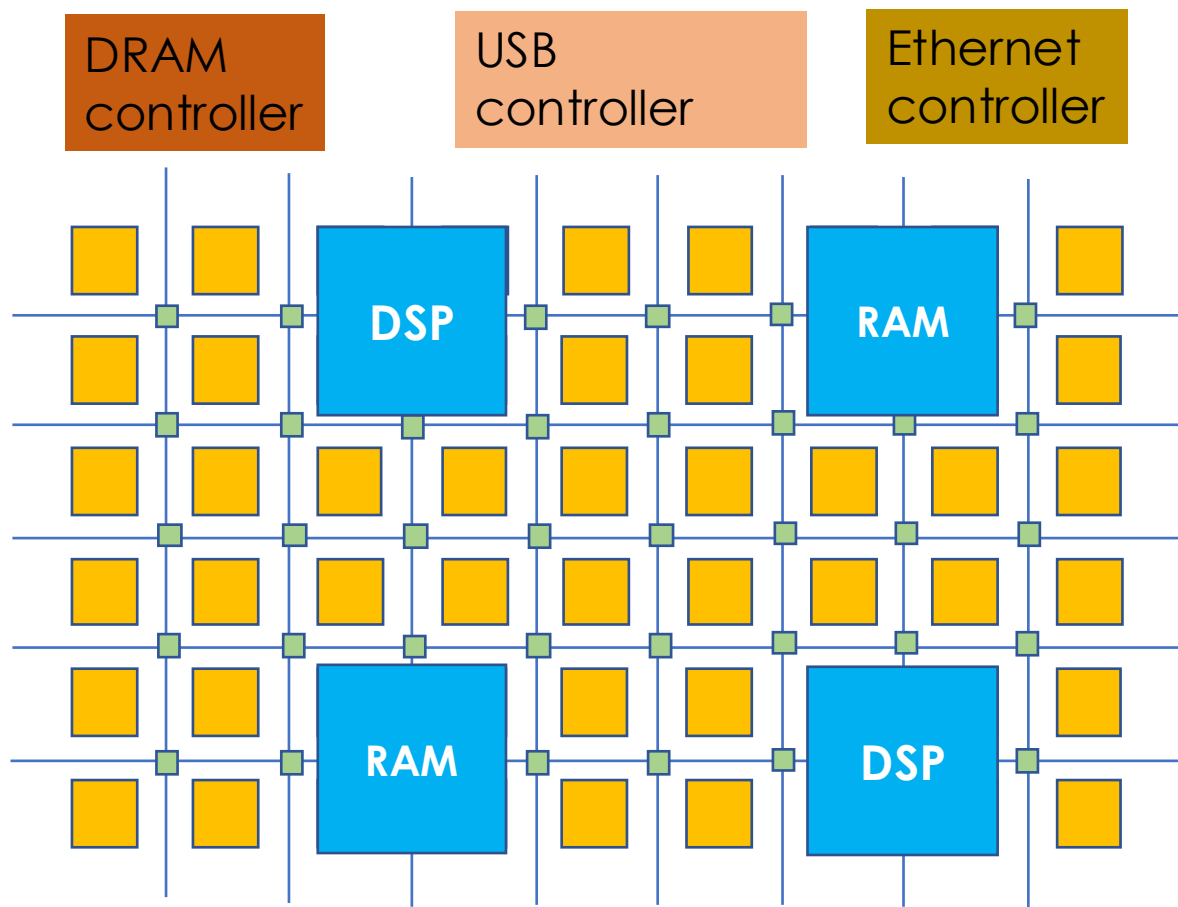 DRAM
controller
USB
controller
Ethernet
controller
DSP
RAM
RAM
DSP